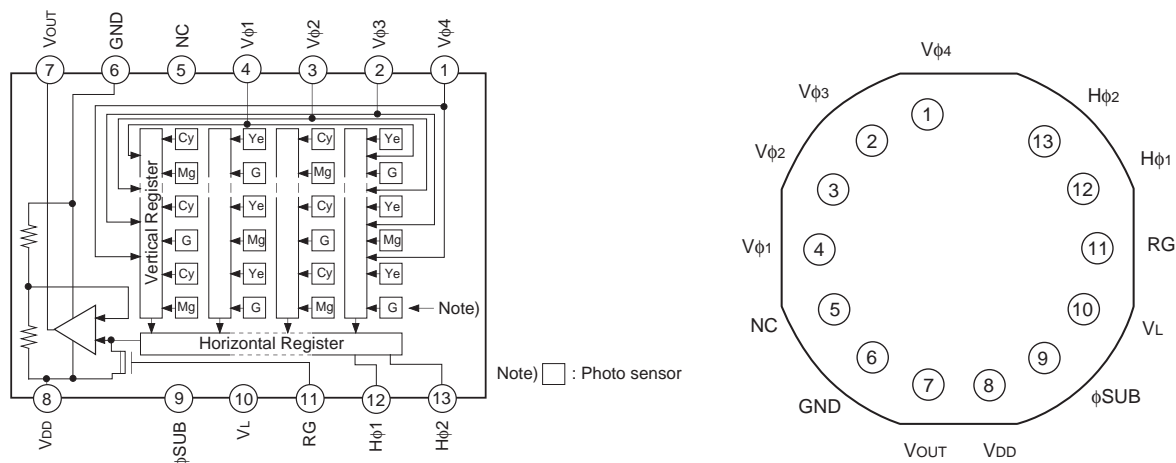 VOUT
GND
NC
Vφ1
Vφ2
Vφ3
Vφ4
7
6
5
4
3
2
1
Cy
Ye
Cy
Ye
Mg
G
Mg
G
Cy
Ye
Cy
Ye
G
Mg
G
Mg
Cy
Ye
Cy
Ye
Mg
G
Mg
G
Vertical Register
Note)
Horizontal Register
Note) : Photo sensor
8
9
10
11
12
13
VDD
φSUB
VL
RG
Hφ1
Hφ2
Vφ4
Vφ3
Hφ2
1
2
13
Vφ2
Hφ1
3
12
Vφ1
4
11
RG
5
10
NC
VL
6
9
7
8
GND
φSUB
VOUT
VDD